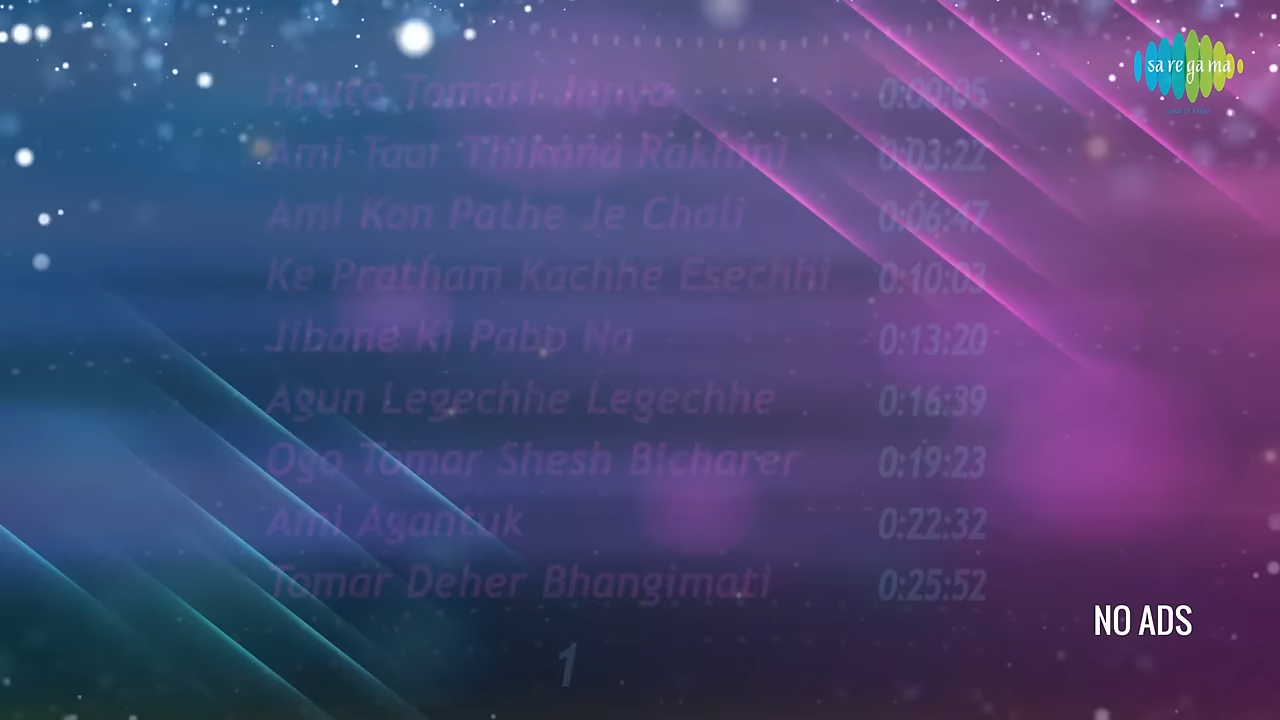 sa re ga ma
Hayto Tomari Janya 0:00:05
Ami Taar Thikana Rakhini 0:03:22
Ami Kon Pathe Je Chali 0:06:47
Ke Pratham Kachhe Esechhi 0:10:03
Jibane Ki Pabo Na 0:13:20
Agun Legechhe Legechhe 0:16:39
Ogo Tomar Shesh Bicharer 0:19:23
Ami Agantuk 0:22:32
Tomar Deher Bhangimati 0:25:52
NO ADS
1